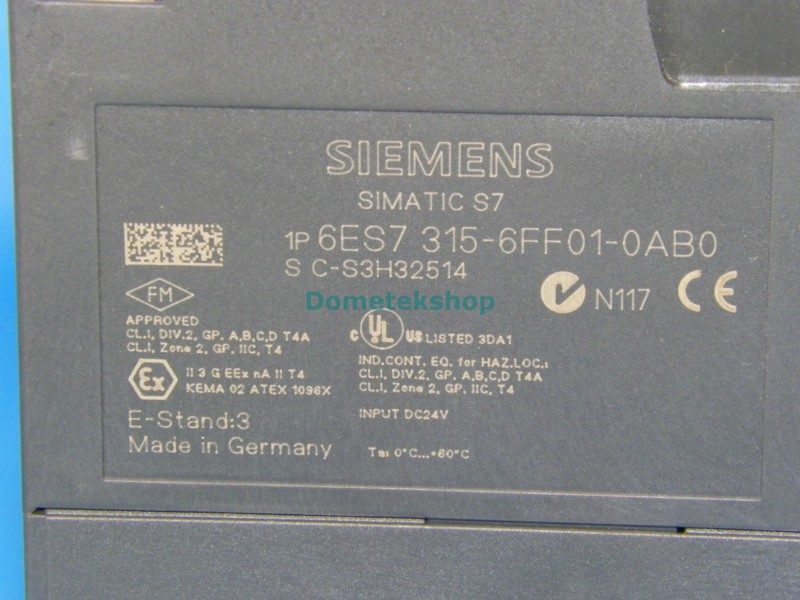 SIEMENS
SIMATIC S7
1P 6ES7 315-6FF01-0AB0
S C-S3H32514
Dometekshop
N117 CE
FM
APPROVED
CL.I, DIV.2, GP. A,B,C,D T4A
CL.I, Zone 2, GP. IIC, T4
Ex
II 3 G EEx nA II T4
KEMA 02 ATEX 1096X
E-Stand:3
Made in Germany
c UL US LISTED 3DA1
IND.CONT. EQ. for HAZ.LOC.:
CL.I, DIV.2, GP. A,B,C,D T4A
CL.I, Zone 2, GP. IIC, T4
INPUT DC24V
Ta: 0°C...+60°C